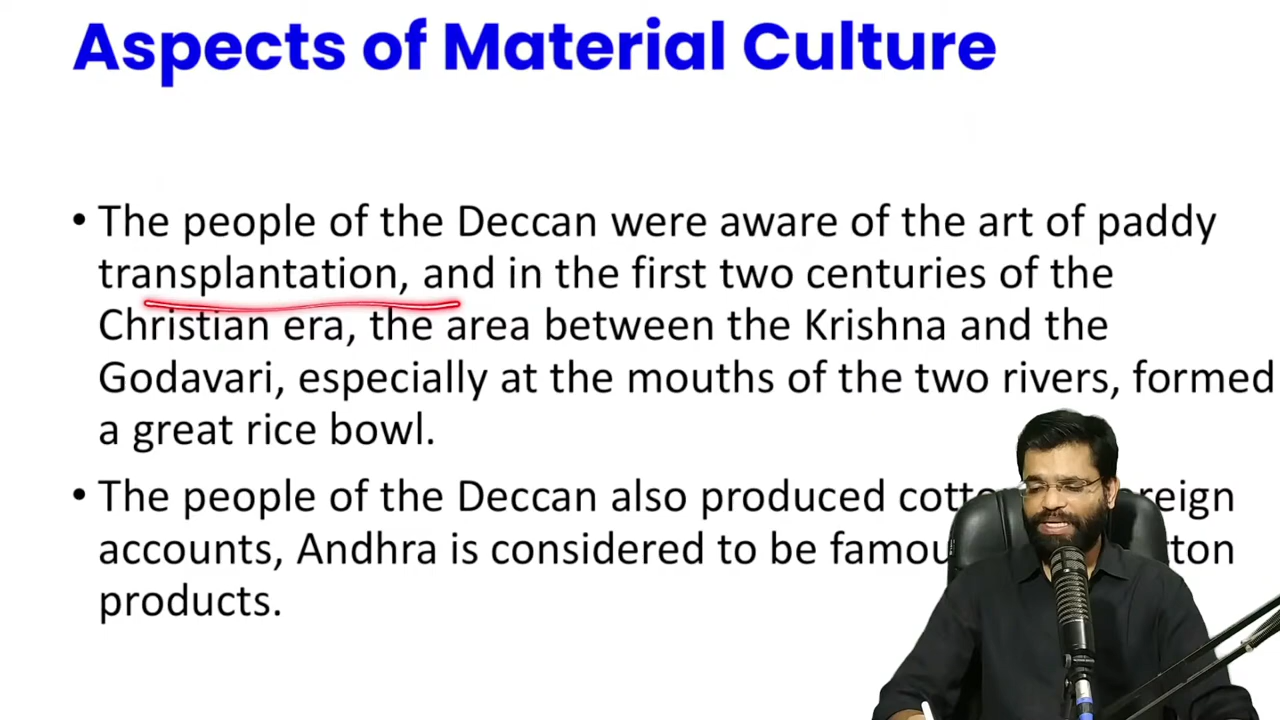 Aspects of Material Culture
• The people of the Deccan were aware of the art of paddy
transplantation, and in the first two centuries of the
Christian era, the area between the Krishna and the
Godavari, especially at the mouths of the two rivers, formed
a great rice bowl.
• The people of the Deccan also produced
accounts, Andhra is considered to be
products.